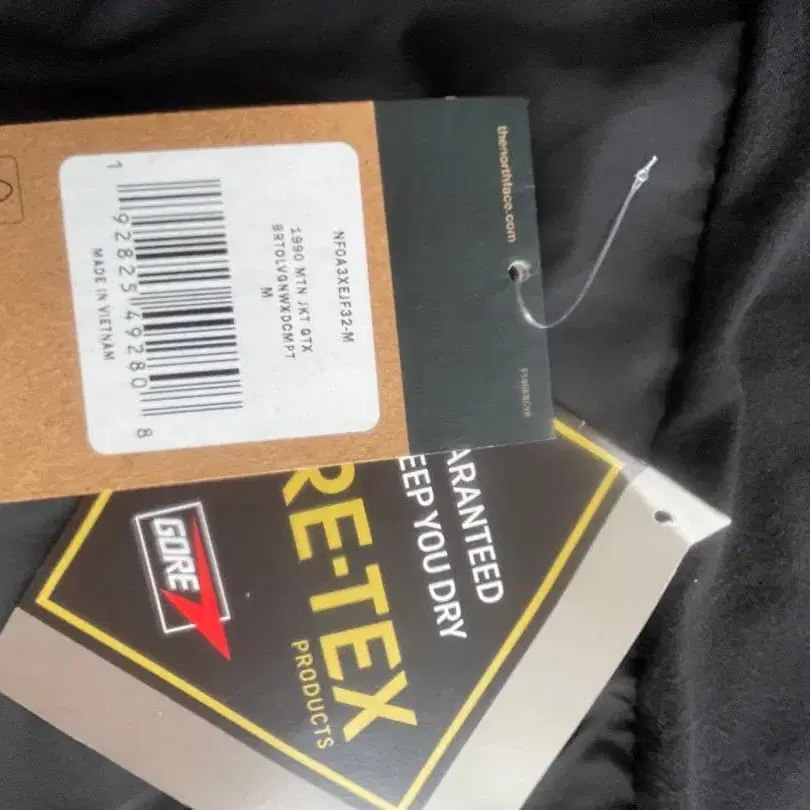 thenorthface.com
NF0A3XEJF32-M
1990 MTN JKT GTX
BRTOLVGNWXDCMPT
M
1 92825 49280 8
MADE IN VIETNAM
ARANTEED
EEP YOU DRY
RE-TEX
PRODUCTS
GORE